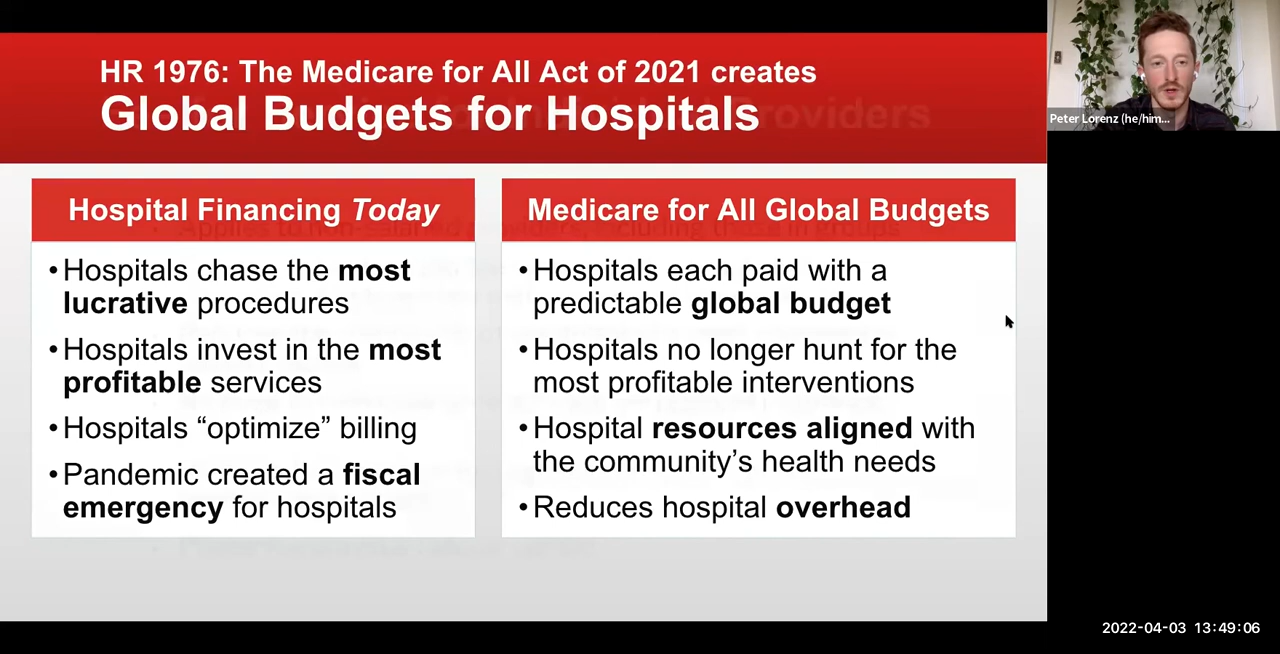 HR 1976: The Medicare for All Act of 2021 creates
Global Budgets for Hospitals
Providers
Hospital Financing Today
• Hospitals chase the most
lucrative procedures
• Hospitals invest in the most
profitable services
• Hospitals “optimize” billing
• Pandemic created a fiscal
emergency for hospitals
Medicare for All Global Budgets
• Hospitals each paid with a
predictable global budget
• Hospitals no longer hunt for the
most profitable interventions
• Hospital resources aligned with
the community’s health needs
• Reduces hospital overhead
Peter Lorenz (he/him...
2022-04-03 13:49:06